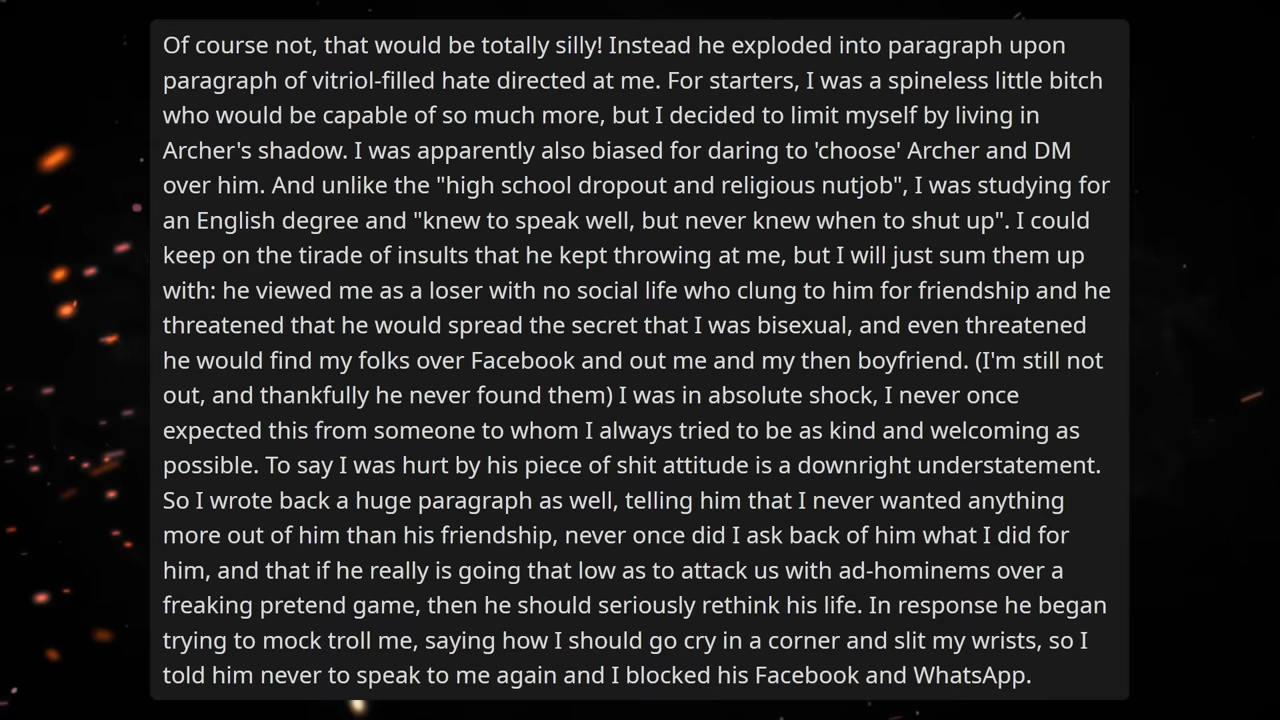 Of course not, that would be totally silly! Instead he exploded into paragraph upon
paragraph of vitriol-filled hate directed at me. For starters, I was a spineless little bitch
who would be capable of so much more, but I decided to limit myself by living in
Archer's shadow. I was apparently also biased for daring to 'choose' Archer and DM
over him. And unlike the "high school dropout and religious nutjob", I was studying for
an English degree and "knew to speak well, but never knew when to shut up". I could
keep on the tirade of insults that he kept throwing at me, but I will just sum them up
with: he viewed me as a loser with no social life who clung to him for friendship and he
threatened that he would spread the secret that I was bisexual, and even threatened
he would find my folks over Facebook and out me and my then boyfriend. (I'm still not
out, and thankfully he never found them) I was in absolute shock, I never once
expected this from someone to whom I always tried to be as kind and welcoming as
possible. To say I was hurt by his piece of shit attitude is a downright understatement.
So I wrote back a huge paragraph as well, telling him that I never wanted anything
more out of him than his friendship, never once did I ask back of him what I did for
him, and that if he really is going that low as to attack us with ad-hominems over a
freaking pretend game, then he should seriously rethink his life. In response he began
trying to mock troll me, saying how I should go cry in a corner and slit my wrists, so I
told him never to speak to me again and I blocked his Facebook and WhatsApp.